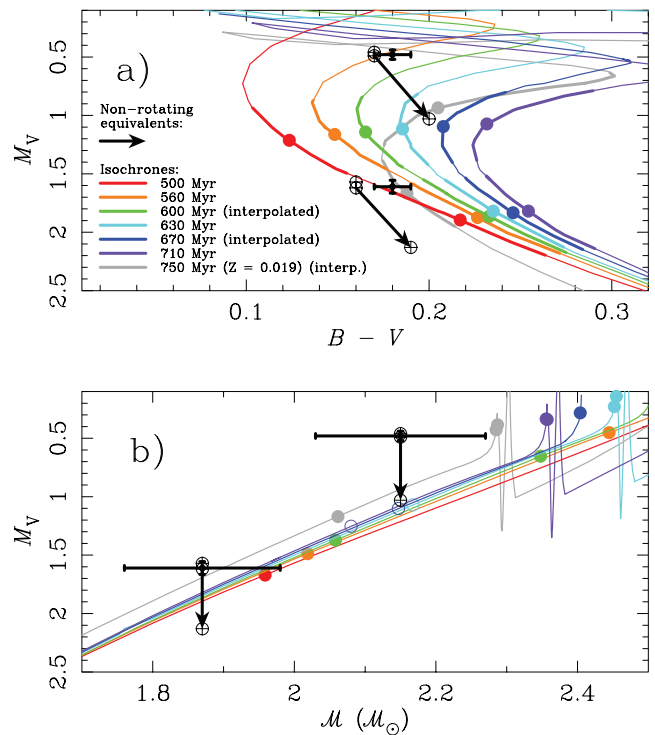 a)
0.5
1
1.5
2
2.5
M_V
Non-rotating
equivalents:
Isochrones:
500 Myr
560 Myr
600 Myr (interpolated)
630 Myr
670 Myr (interpolated)
710 Myr
750 Myr (Z = 0.019) (interp.)
0.1 0.2 0.3
B − V
b)
0.5
1
1.5
2
2.5
M_V
1.8 2 2.2 2.4
ℳ (ℳ⊙)